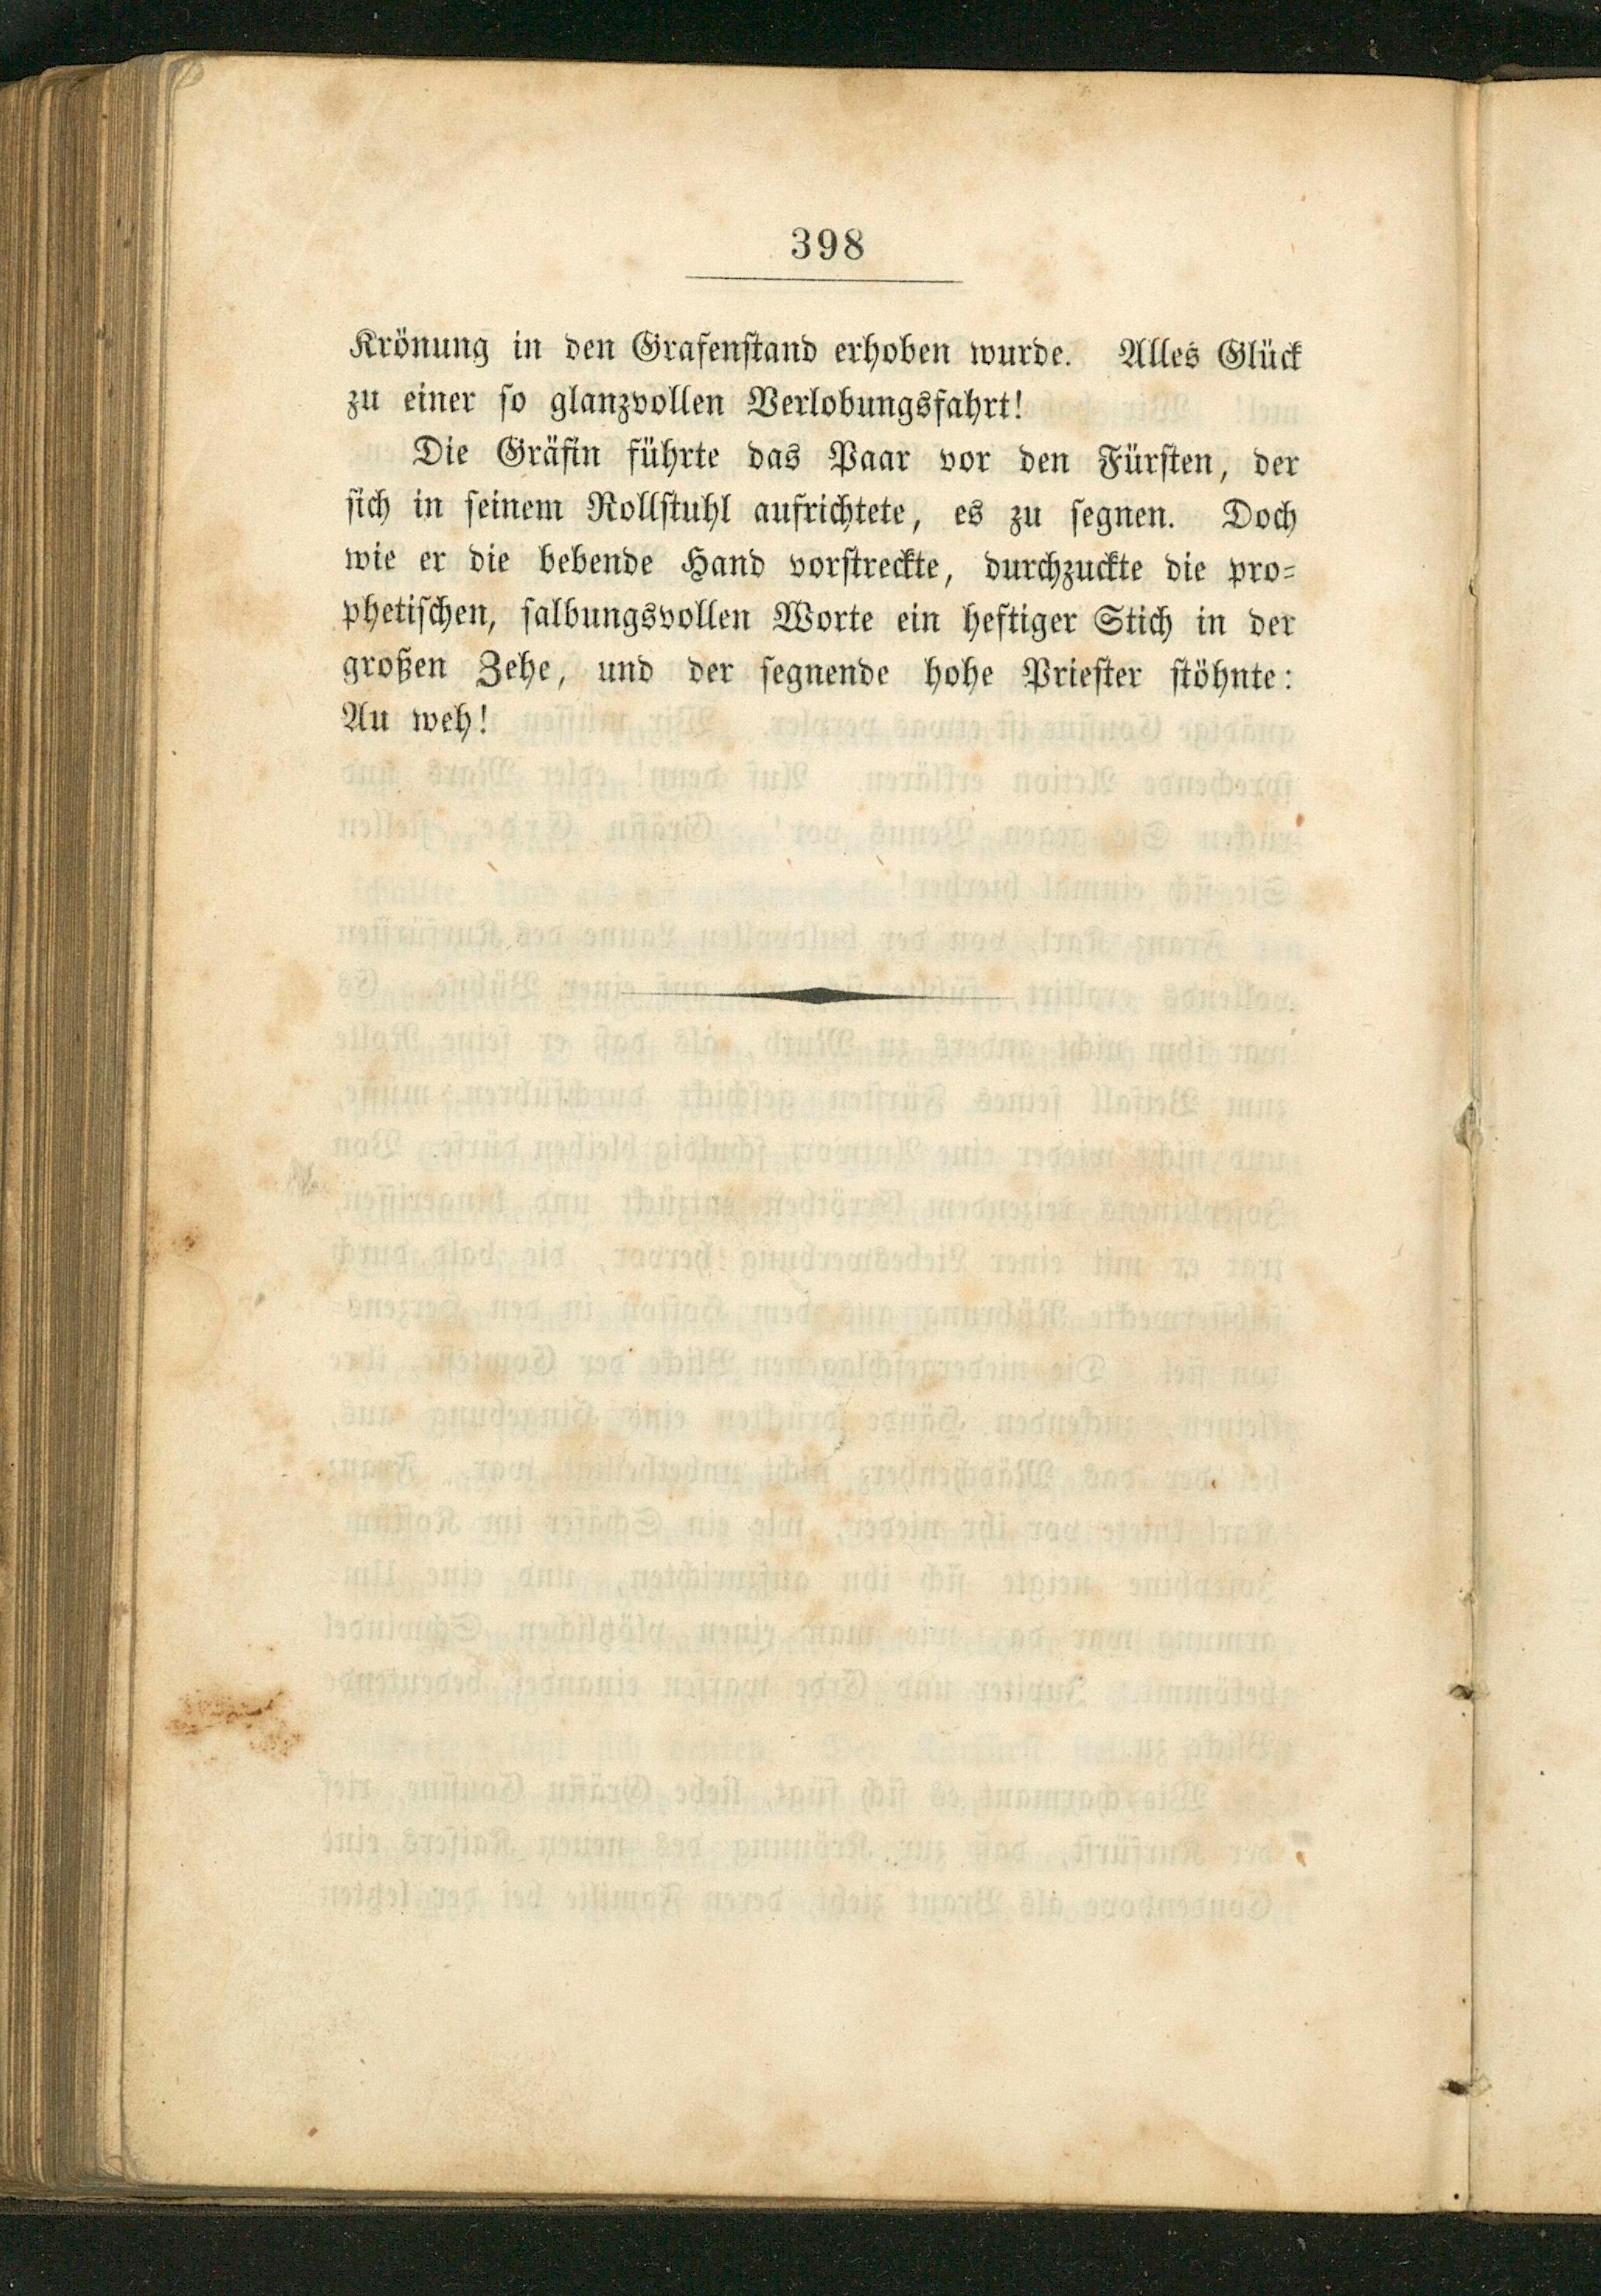 398
Krönung in den Grafenstand erhoben wurde. Alles Glück
zu einer so glanzvollen Verlobungsfahrt!
Die Gräfin führte das Paar vor den Fürsten, der
sich in seinem Rollstuhl aufrichtete, es zu segnen. Doch
wie er die bebende Hand vorstreckte, durchzuckte die pro=
phetischen, salbungsvollen Worte ein heftiger Stich in der
großen Zehe, und der segnende hohe Priester stöhnte:
Au weh!